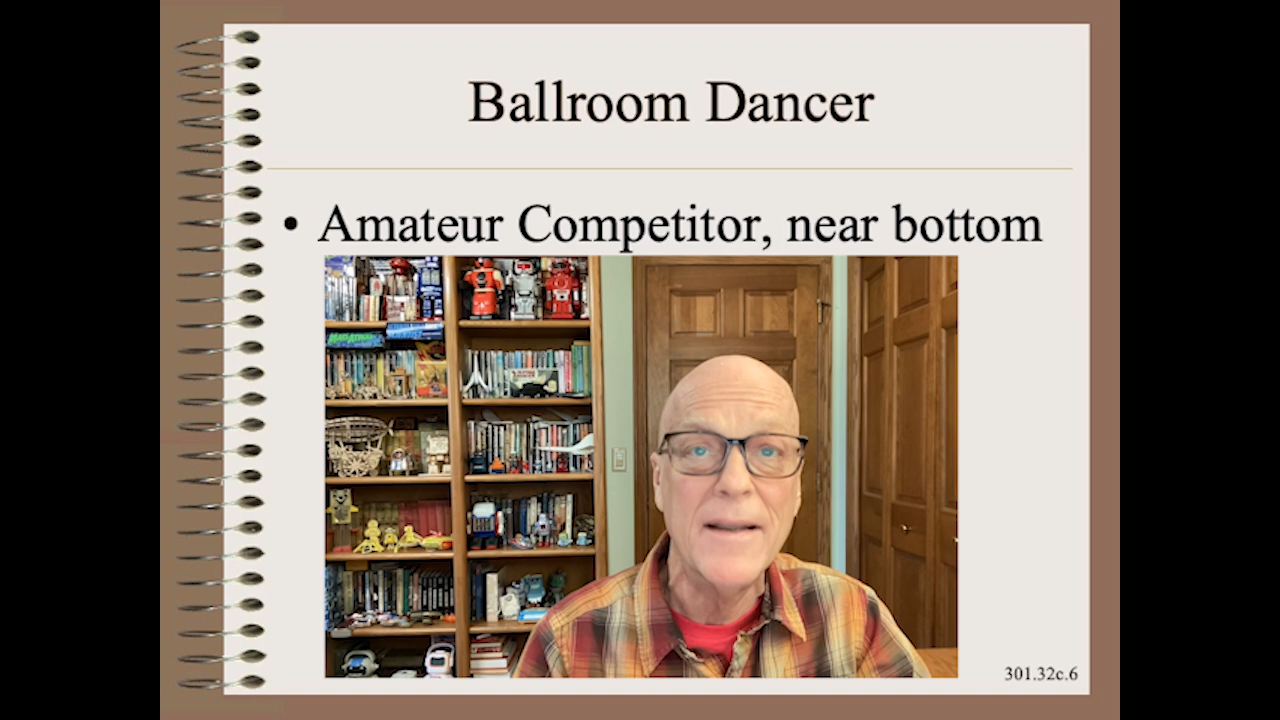 Ballroom Dancer
• Amateur Competitor, near bottom
301.32c.6